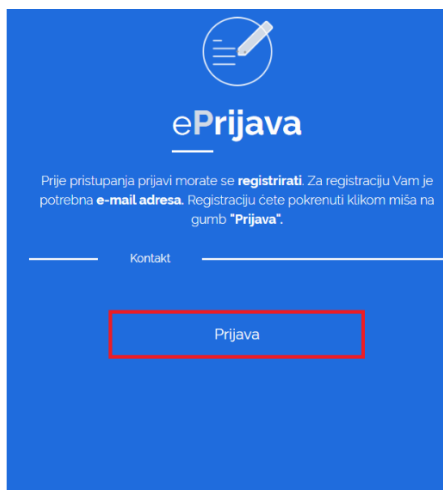 ePrijava
Prije pristupanja prijavi morate se registrirati. Za registraciju Vam je
potrebna e-mail adresa. Registraciju ćete pokrenuti klikom miša na
gumb "Prijava".
Kontakt
Prijava